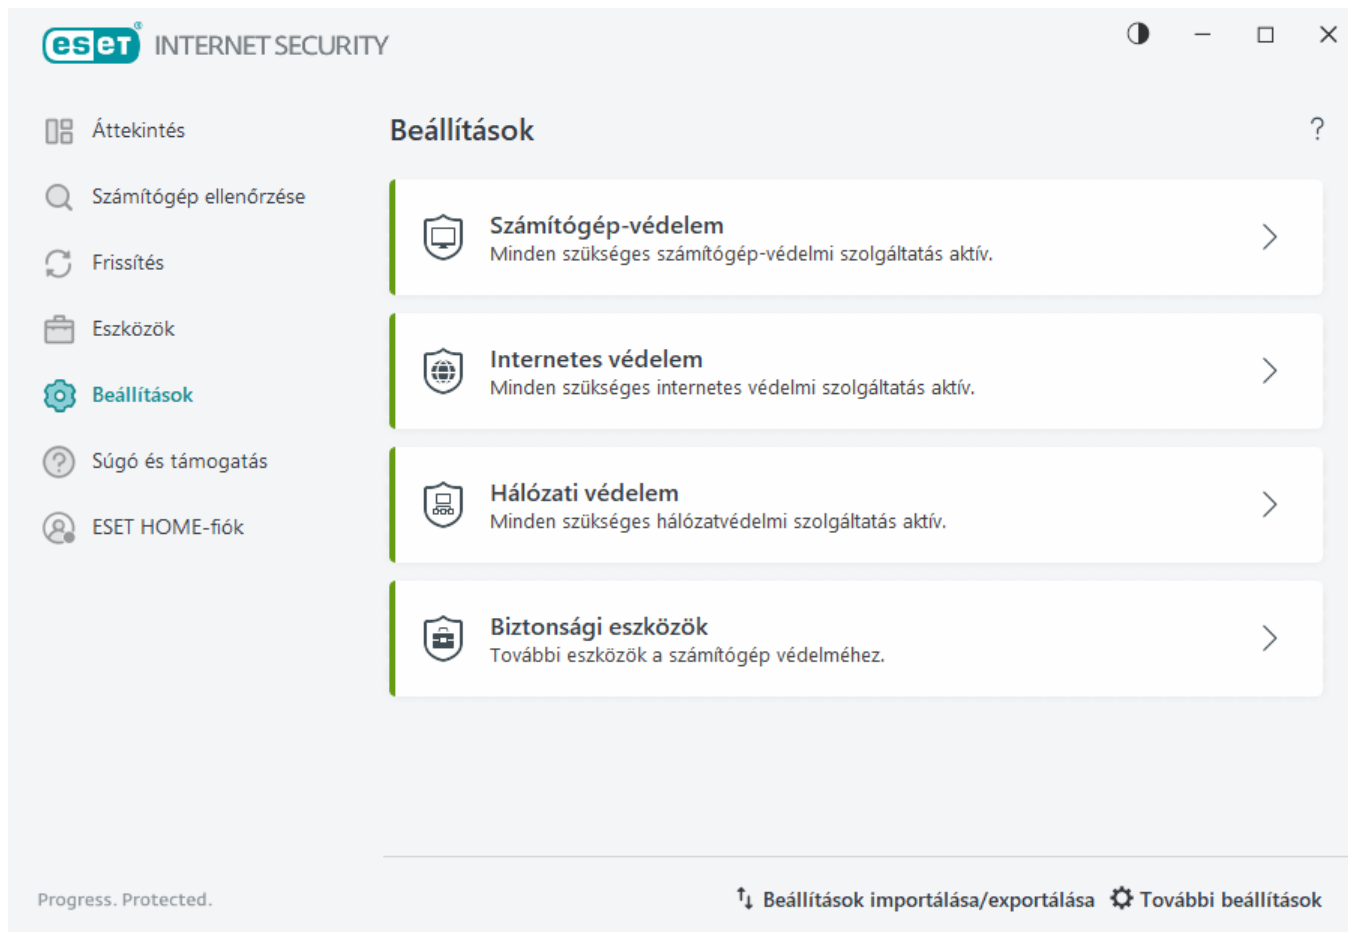 eset® INTERNET SECURITY
Áttekintés
Számítógép ellenőrzése
Frissítés
Eszközök
Beállítások
Súgó és támogatás
ESET HOME-fiók
Beállítások
?
Számítógép-védelem
Minden szükséges számítógép-védelmi szolgáltatás aktív.
Internetes védelem
Minden szükséges internetes védelmi szolgáltatás aktív.
Hálózati védelem
Minden szükséges hálózatvédelmi szolgáltatás aktív.
Biztonsági eszközök
További eszközök a számítógép védelméhez.
Progress. Protected.
Beállítások importálása/exportálása
További beállítások